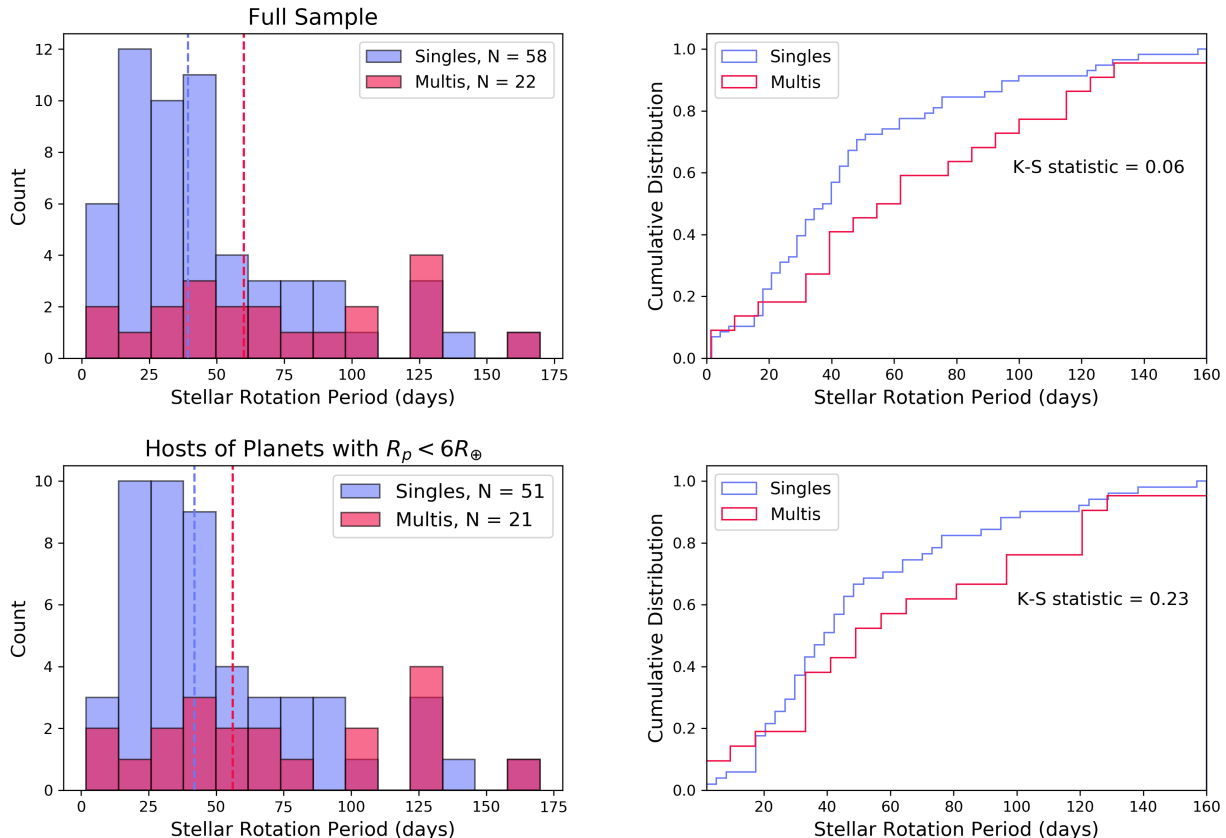 Full Sample
12
10
8
6
4
2
0
Count
Singles, N = 58
Multis, N = 22
0 25 50 75 100 125 150 175
Stellar Rotation Period (days)
1.0
0.8
0.6
0.4
0.2
0.0
Cumulative Distribution
Singles
Multis
K-S statistic = 0.06
0 20 40 60 80 100 120 140 160
Stellar Rotation Period (days)
Hosts of Planets with $R_p < 6R_\oplus$
10
8
6
4
2
0
Count
Singles, N = 51
Multis, N = 21
0 25 50 75 100 125 150 175
Stellar Rotation Period (days)
1.0
0.8
0.6
0.4
0.2
0.0
Cumulative Distribution
Singles
Multis
K-S statistic = 0.23
20 40 60 80 100 120 140 160
Stellar Rotation Period (days)